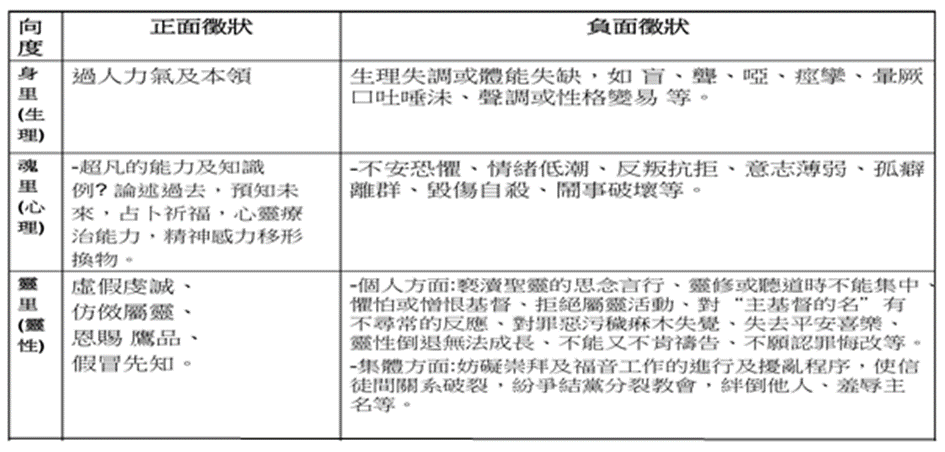 向度 正面徵狀 負面徵狀
身里(生理)
過人力氣及本領
生理失調或體能失缺，如 盲、聾、啞、痙攣、暈厥
口吐唾沫、聲調或性格變易 等。
魂里(心理)
-超凡的能力及知識
例? 論述過去，預知未
來，占卜祈福，心靈療
治能力，精神感力移形
換物。
-不安恐懼、情緒低潮、反叛抗拒、意志薄弱、孤癖
離群、毀傷自殺、鬧事破壞等。
靈里(靈性)
虛假虔誠、
仿傚屬靈、
恩賜 鷹品、
假冒先知。
-個人方面:褻瀆聖靈的思念言行、靈修或聽道時不能集中、
懼怕或憎恨基督、拒絕屬靈活動、對“主基督的名”有
不尋常的反應、對罪惡污穢痳木失覺、失去平安喜樂、
靈性倒退無法成長、不能又不肯禱告、不願認罪悔改等。
-集體方面:妨礙崇拜及福音工作的進行及擾亂程序，使信
徒間關系破裂，紛爭結黨分裂教會，絆倒他人、羞辱主
名等。